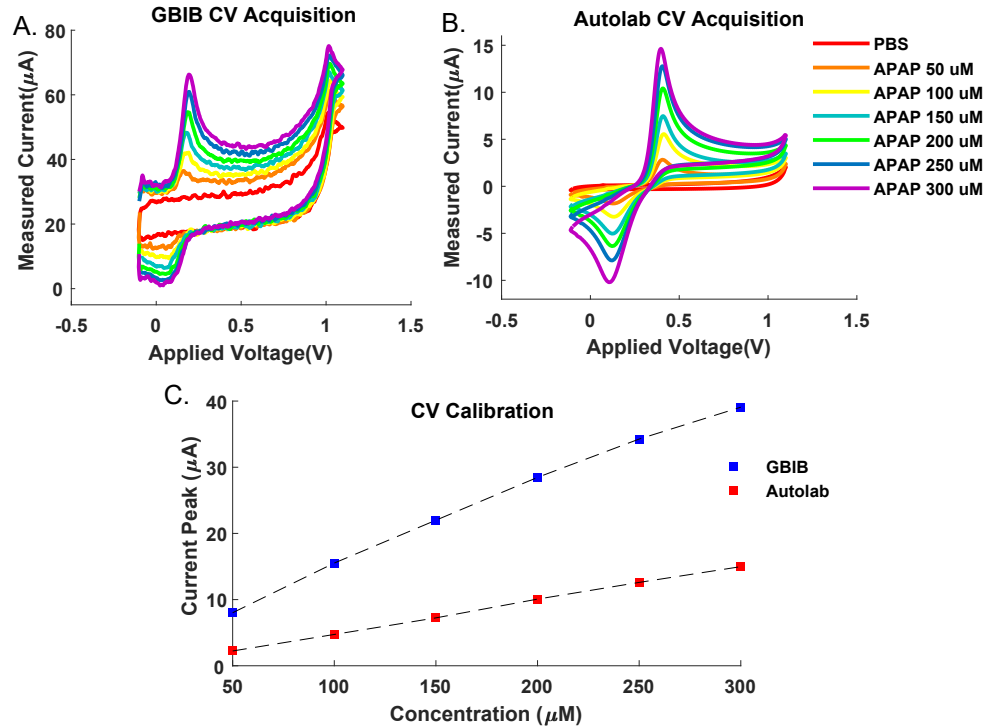 A.
GBIB CV Acquisition
80
60
40
20
0
-0.5
0
0.5
1
1.5
Measured Current(μA)
Applied Voltage(V)
B.
Autolab CV Acquisition
15
10
5
0
-5
-10
-0.5
0
0.5
1
1.5
Measured Current(μA)
Applied Voltage(V)
PBS
APAP 50 uM
APAP 100 uM
APAP 150 uM
APAP 200 uM
APAP 250 uM
APAP 300 uM
C.
CV Calibration
40
30
20
10
0
50
100
150
200
250
300
Current Peak (μA)
Concentration (μM)
GBIB
Autolab